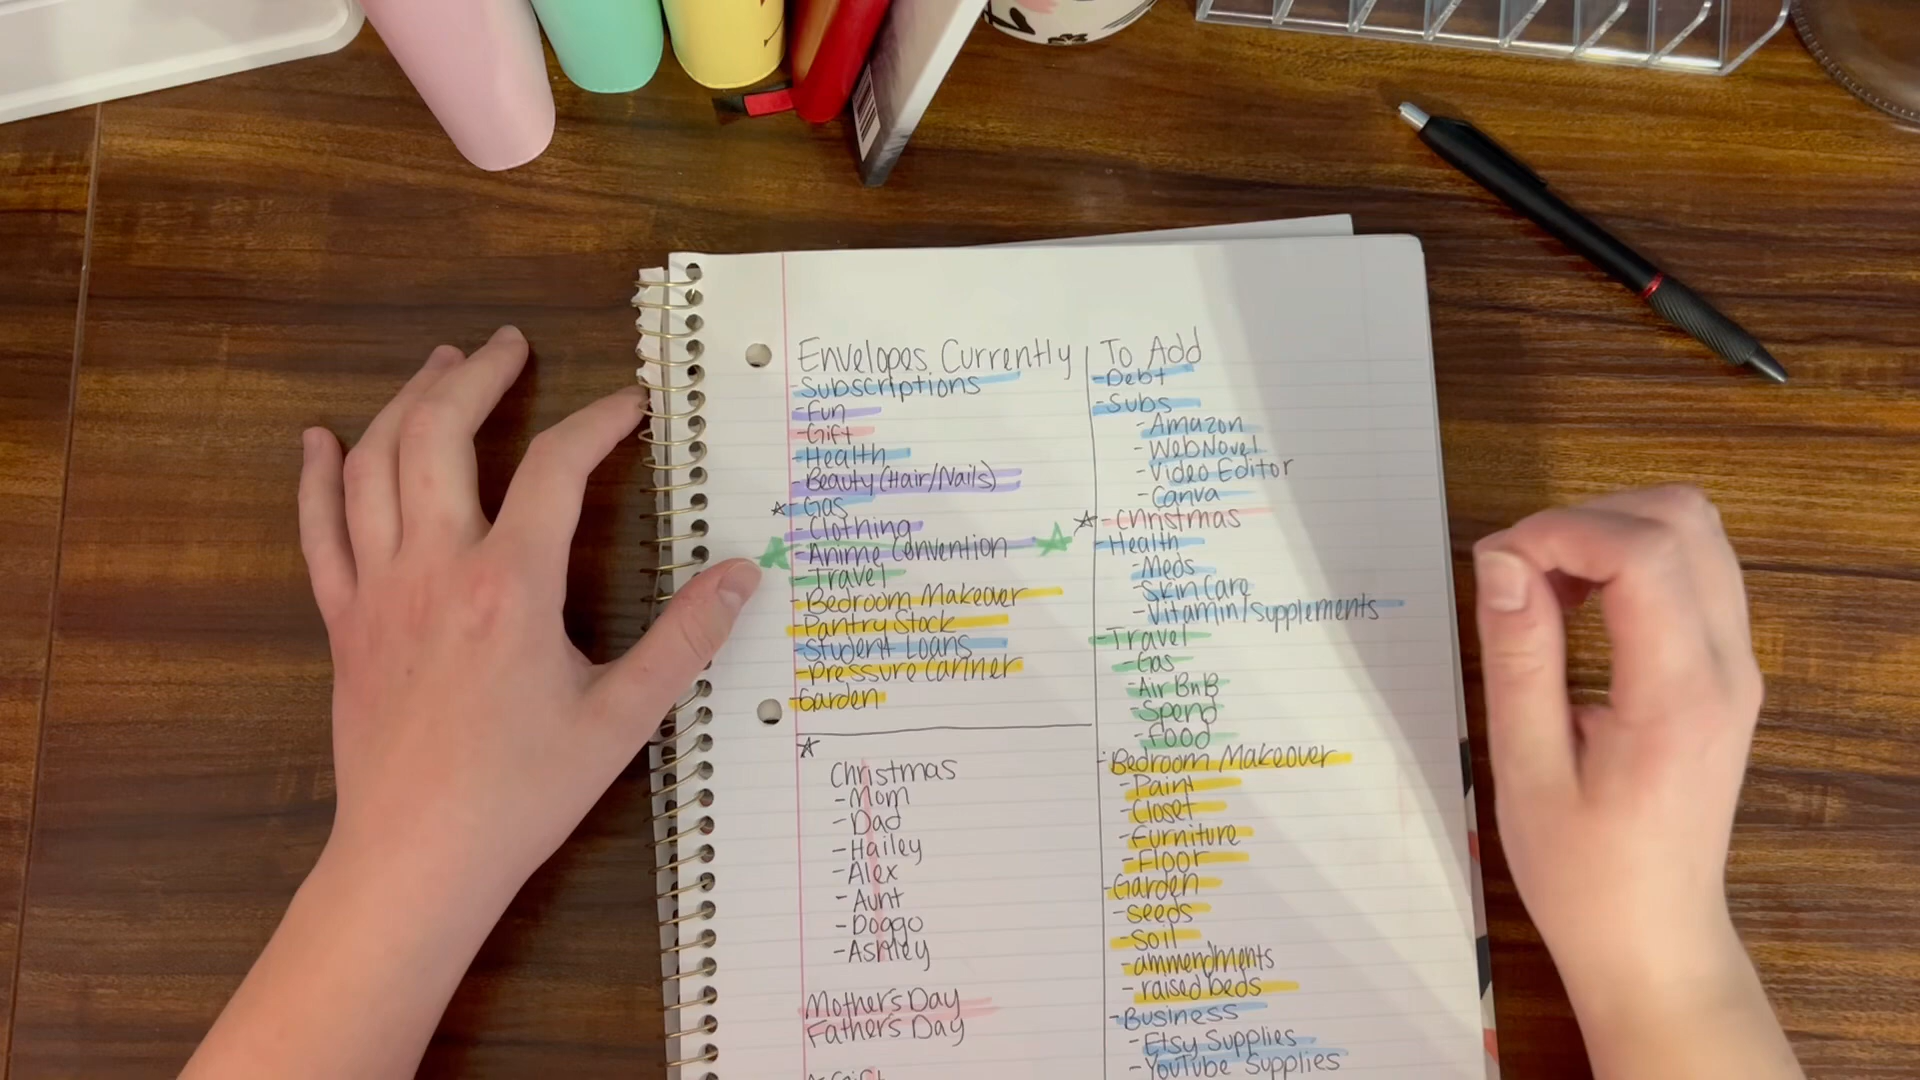 Envelopes Currently
-Subscriptions
-Fun
-Gift
-Health
-Beauty (Hair/Nails)
☆-Gas
-Clothing
☆-Anime Convention ☆
-Travel
-Bedroom Makeover
-Pantry Stock
-Student Loans
-Pressure Canner
-Garden
☆
Christmas
-Mom
-Dad
-Hailey
-Alex
-Aunt
-Doggo
-Ashley
Mother's Day
Father's Day
To Add
-Debt
-Subs
-Amazon
-WebNovel
-Video Editor
-Canva
☆-Christmas
-Health
-Meds
-Skin Care
-Vitamin/Supplements
-Travel
-Gas
-Air BnB
-Spend
-Food
-Bedroom Makeover
-Paint
-Closet
-Furniture
-Floor
-Garden
-seeds
-Soil
-ammendments
-raised beds
-Business
-Etsy Supplies
-YouTube Supplies